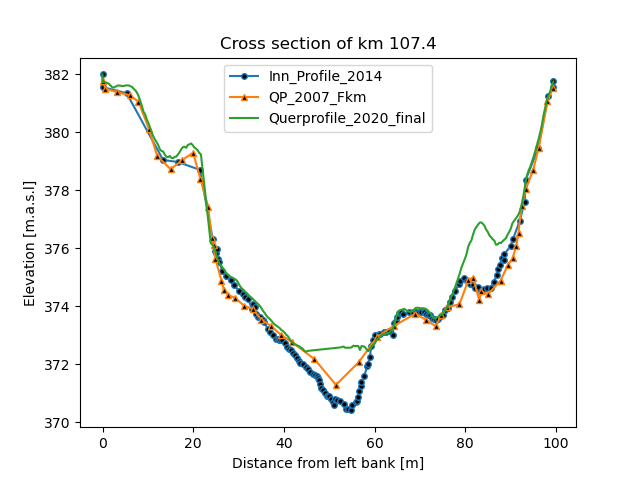 Cross section of km 107.4
Inn_Profile_2014
QP_2007_Fkm
Querprofile_2020_final
Elevation [m.a.s.l]
382
380
378
376
374
372
370
0 20 40 60 80 100
Distance from left bank [m]